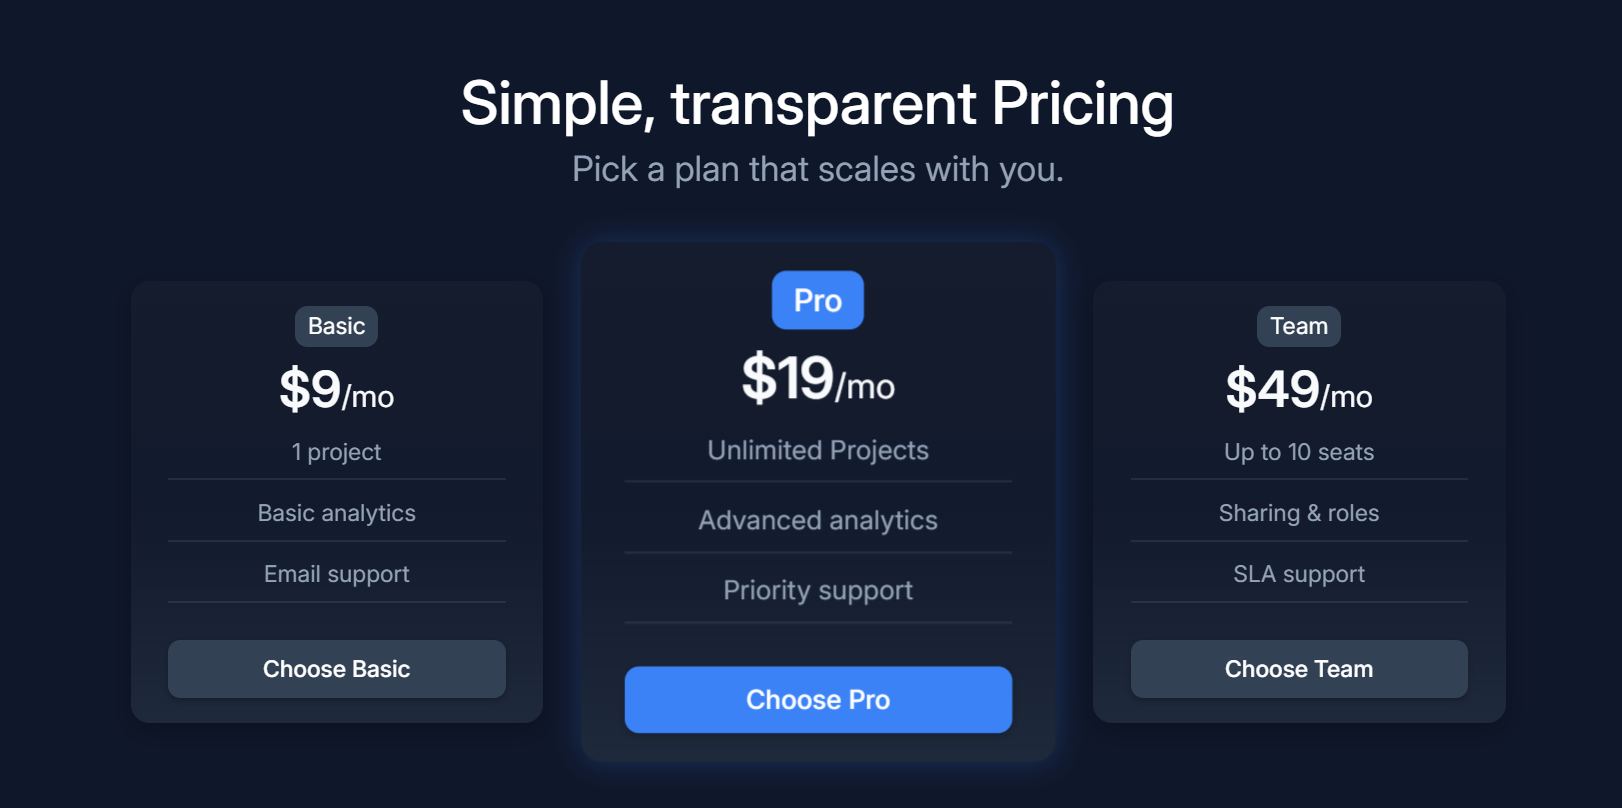 Simple, transparent Pricing
Pick a plan that scales with you.
Basic
$9/mo
1 project
Basic analytics
Email support
Choose Basic
Pro
$19/mo
Unlimited Projects
Advanced analytics
Priority support
Choose Pro
Team
$49/mo
Up to 10 seats
Sharing & roles
SLA support
Choose Team